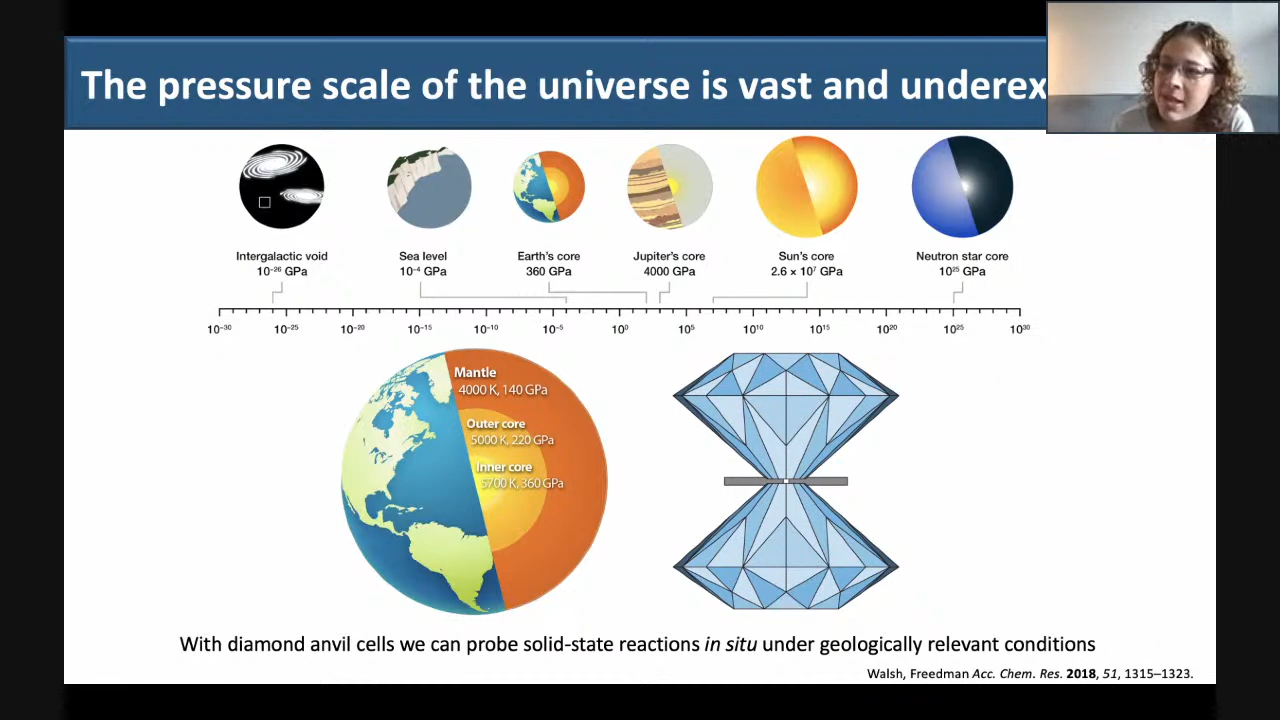 The pressure scale of the universe is vast and underex
Intergalactic void
10⁻²⁶ GPa
Sea level
10⁻⁴ GPa
Earth's core
360 GPa
Jupiter's core
4000 GPa
Sun's core
2.6 × 10⁷ GPa
Neutron star core
10²⁵ GPa
10⁻³⁰ 10⁻²⁵ 10⁻²⁰ 10⁻¹⁵ 10⁻¹⁰ 10⁻⁵ 10⁰ 10⁵ 10¹⁰ 10¹⁵ 10²⁰ 10²⁵ 10³⁰
Mantle
4000 K, 140 GPa
Outer core
5000 K, 220 GPa
Inner core
5700 K, 360 GPa
With diamond anvil cells we can probe solid-state reactions in situ under geologically relevant conditions
Walsh, Freedman Acc. Chem. Res. 2018, 51, 1315–1323.